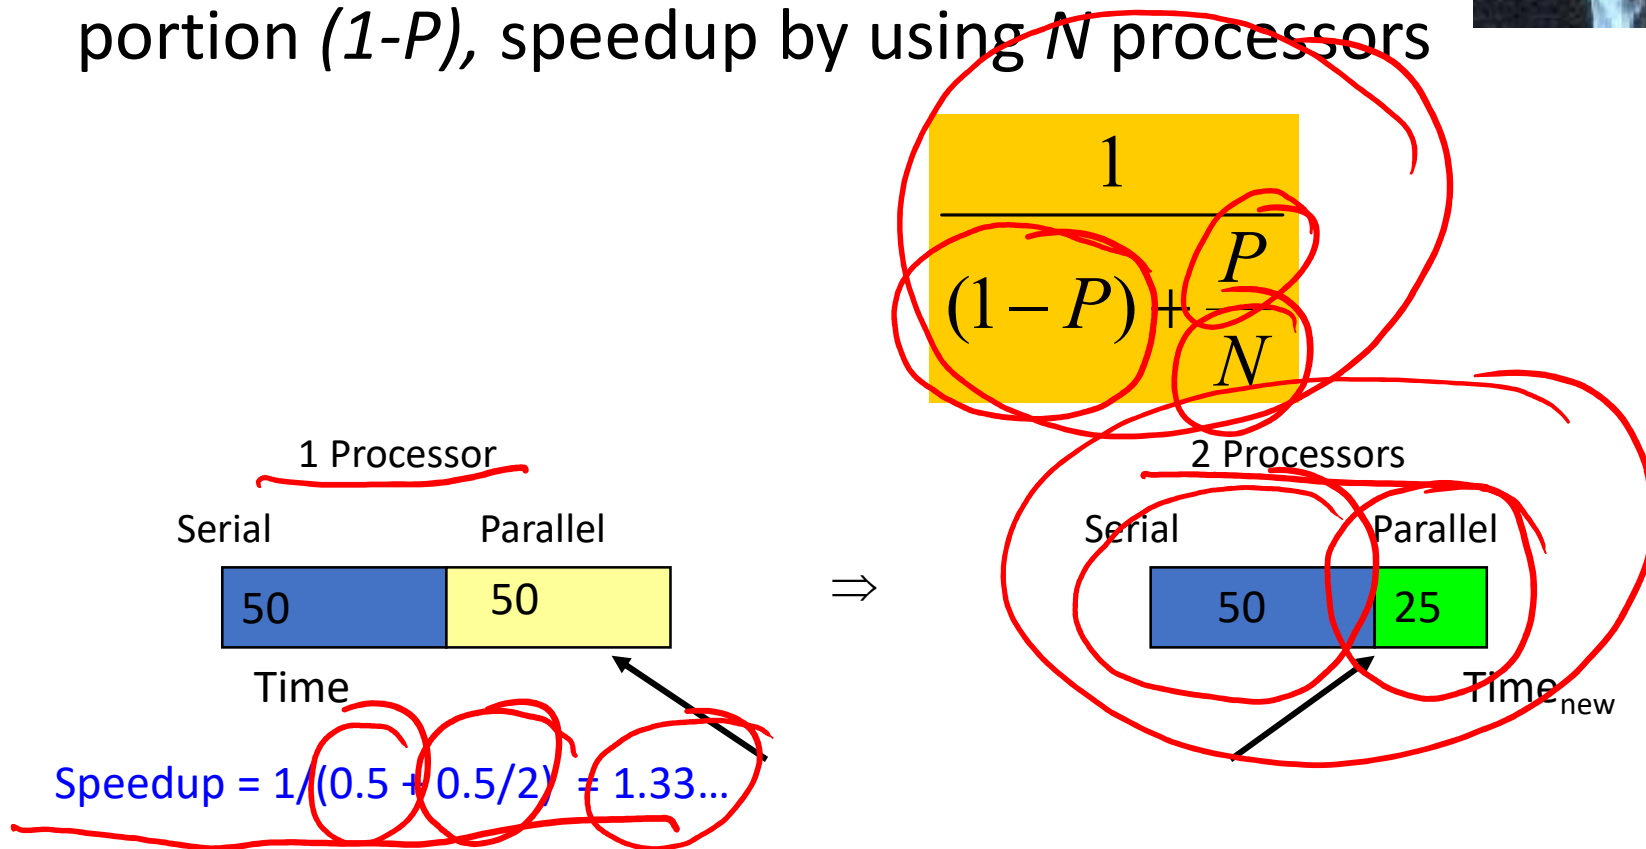 portion (1-P), speedup by using N processors
1
(1 − P) + P
N
1 Processor
2 Processors
Serial Parallel
Serial Parallel
50 50
⇒
50 25
Time
Timenew
Speedup = 1/(0.5 + 0.5/2) = 1.33...